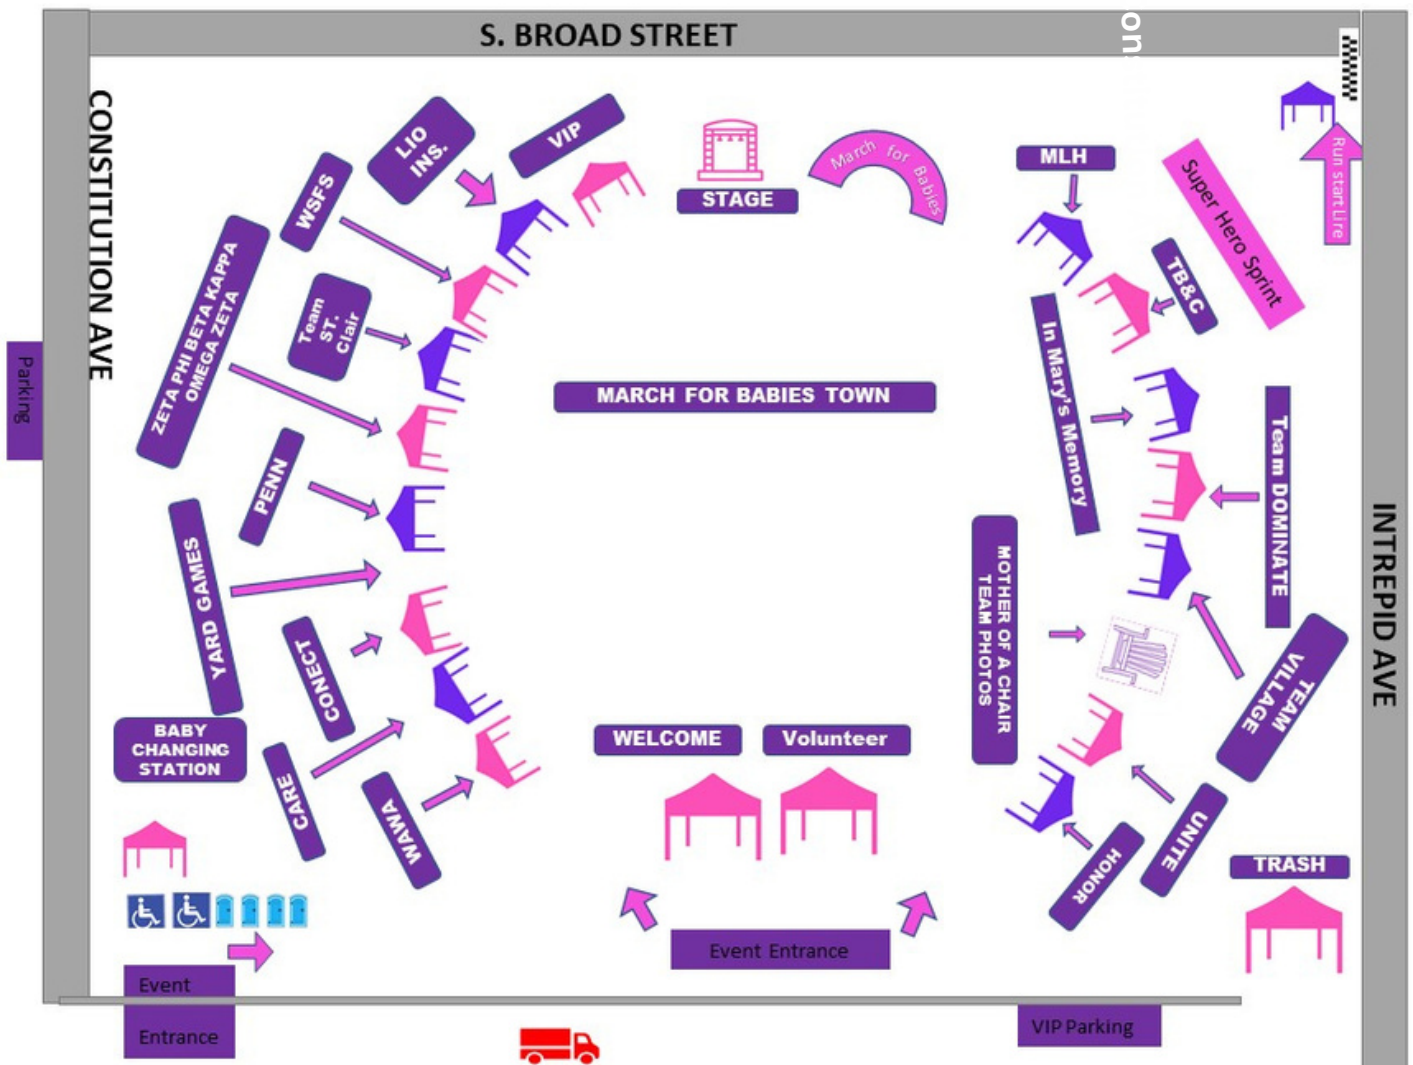 S. BROAD STREET
on
CONSTITUTION AVE
LIO
INS.
VIP
WSFS
STAGE
March for Babies
MLH
Super Hero Sprint
Run start Lire
TB&C
ZETA PHI BETA KAPPA
OMEGA ZETA
Team
ST.
Clair
In Mary's Memory
Parking
MARCH FOR BABIES TOWN
Team DOMINATE
PENN
INTREPID AVE
YARD GAMES
MOTHER OF A CHAIR
TEAM PHOTOS
CONECT
TEAM
VILLAGE
BABY
CHANGING
STATION
WELCOME
Volunteer
CARE
WAWA
UNITE
HONOR
TRASH
Event Entrance
Event
Entrance
VIP Parking